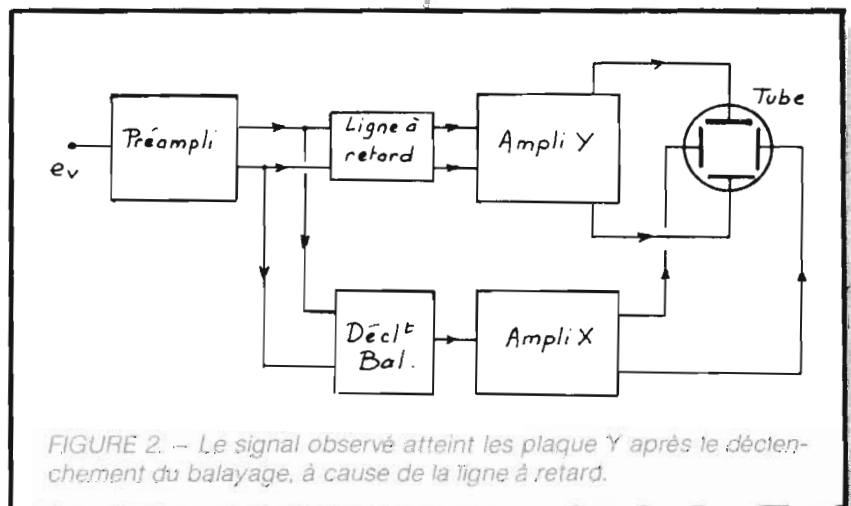 Tube
Préampli
Ligne à
retard
Ampli Y
ev
Décl^t
Bal.
Ampli X
FIGURE 2. – Le signal observé atteint les plaque Y après le déclen-
chement du balayage, à cause de la ligne à retard.